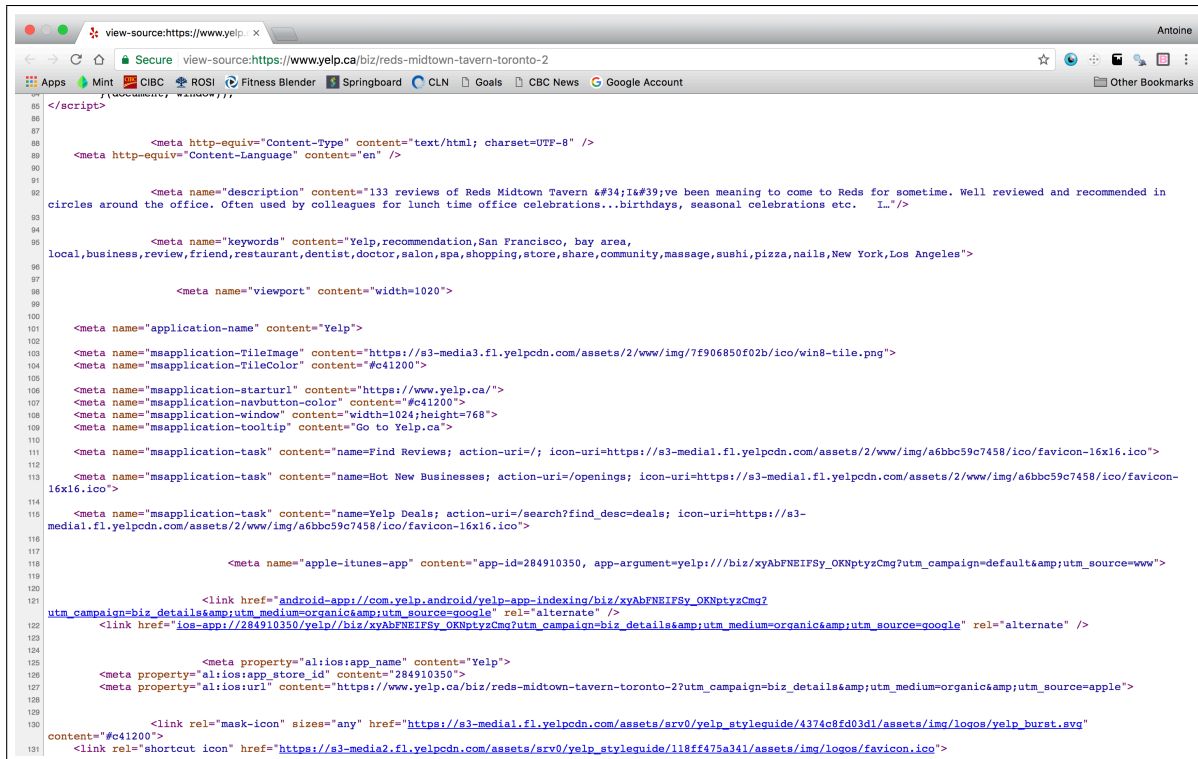 view-source:https://www.yelp.c ×
Antoine
Secure view-source:https://www.yelp.ca/biz/reds-midtown-tavern-toronto-2
Apps Mint CIBC ROSI Fitness Blender Springboard CLN Goals CBC News Google Account Other Bookmarks
84 }(document, window));
85 </script>
86
87
88 <meta http-equiv="Content-Type" content="text/html; charset=UTF-8" />
89 <meta http-equiv="Content-Language" content="en" />
90
91
92 <meta name="description" content="133 reviews of Reds Midtown Tavern &#34;I&#39;ve been meaning to come to Reds for sometime. Well reviewed and recommended in
circles around the office. Often used by colleagues for lunch time office celebrations...birthdays, seasonal celebrations etc.   I…"/>
93
94
95 <meta name="keywords" content="Yelp,recommendation,San Francisco, bay area,
local,business,review,friend,restaurant,dentist,doctor,salon,spa,shopping,store,share,community,massage,sushi,pizza,nails,New York,Los Angeles">
96
97
98 <meta name="viewport" content="width=1020">
99
100
101 <meta name="application-name" content="Yelp">
102
103 <meta name="msapplication-TileImage" content="https://s3-media3.fl.yelpcdn.com/assets/2/www/img/7f906850f02b/ico/win8-tile.png">
104 <meta name="msapplication-TileColor" content="#c41200">
105
106 <meta name="msapplication-starturl" content="https://www.yelp.ca/">
107 <meta name="msapplication-navbutton-color" content="#c41200">
108 <meta name="msapplication-window" content="width=1024;height=768">
109 <meta name="msapplication-tooltip" content="Go to Yelp.ca">
110
111 <meta name="msapplication-task" content="name=Find Reviews; action-uri=/; icon-uri=https://s3-media1.fl.yelpcdn.com/assets/2/www/img/a6bbc59c7458/ico/favicon-16x16.ico">
112
113 <meta name="msapplication-task" content="name=Hot New Businesses; action-uri=/openings; icon-uri=https://s3-media1.fl.yelpcdn.com/assets/2/www/img/a6bbc59c7458/ico/favicon-
16x16.ico">
114
115 <meta name="msapplication-task" content="name=Yelp Deals; action-uri=/search?find_desc=deals; icon-uri=https://s3-
media1.fl.yelpcdn.com/assets/2/www/img/a6bbc59c7458/ico/favicon-16x16.ico">
116
117
118 <meta name="apple-itunes-app" content="app-id=284910350, app-argument=yelp:///biz/xyAbFNEIFSy_OKNptyzCmg?utm_campaign=default&amp;utm_source=www">
119
120
121 <link href="android-app://com.yelp.android/yelp-app-indexing/biz/xyAbFNEIFSy_OKNptyzCmg?
utm_campaign=biz_details&amp;utm_medium=organic&amp;utm_source=google" rel="alternate" />
122 <link href="ios-app://284910350/yelp//biz/xyAbFNEIFSy_OKNptyzCmg?utm_campaign=biz_details&amp;utm_medium=organic&amp;utm_source=google" rel="alternate" />
123
124
125 <meta property="al:ios:app_name" content="Yelp">
126 <meta property="al:ios:app_store_id" content="284910350">
127 <meta property="al:ios:url" content="https://www.yelp.ca/biz/reds-midtown-tavern-toronto-2?utm_campaign=biz_details&amp;utm_medium=organic&amp;utm_source=apple">
128
129
130 <link rel="mask-icon" sizes="any" href="https://s3-media1.fl.yelpcdn.com/assets/srv0/yelp_styleguide/4374c8fd03d1/assets/img/logos/yelp_burst.svg"
content="#c41200">
131 <link rel="shortcut icon" href="https://s3-media2.fl.yelpcdn.com/assets/srv0/yelp_styleguide/118ff475a341/assets/img/logos/favicon.ico">